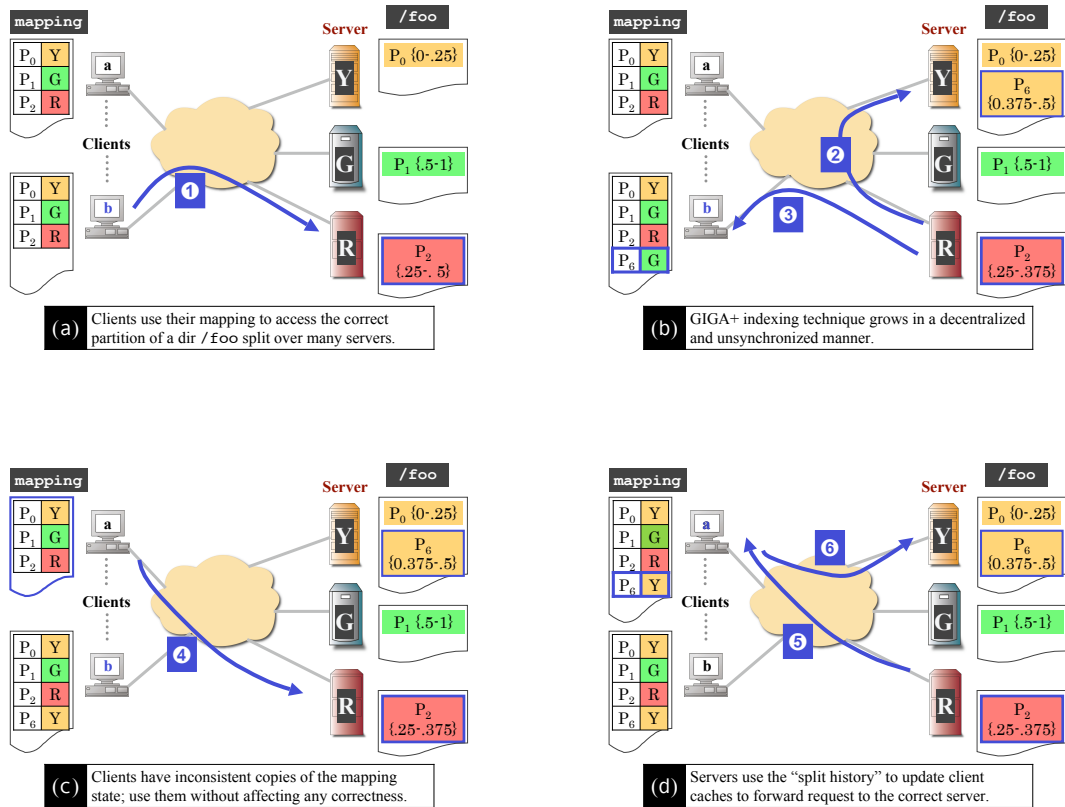 mapping
/foo
Server
P0 Y
P1 G
P2 R
a
Y
P0 {0-.25}
Clients
G
P1 {.5-1}
P0 Y
P1 G
P2 R
b
❶
R
P2
{.25-. 5}
(a) Clients use their mapping to access the correct
partition of a dir /foo split over many servers.
mapping
/foo
Server
P0 Y
P1 G
P2 R
a
Y
P0 {0-.25}
P6
{0.375-.5}
Clients
❷
G
P1 {.5-1}
P0 Y
P1 G
P2 R
P6 G
b
❸
R
P2
{.25-.375}
(b) GIGA+ indexing technique grows in a decentralized
and unsynchronized manner.
mapping
/foo
Server
P0 Y
P1 G
P2 R
a
Y
P0 {0-.25}
P6
{0.375-.5}
Clients
G
P1 {.5-1}
P0 Y
P1 G
P2 R
P6 Y
b
❹
R
P2
{.25-.375}
(c) Clients have inconsistent copies of the mapping
state; use them without affecting any correctness.
mapping
/foo
Server
P0 Y
P1 G
P2 R
P6 Y
a
❻
Y
P0 {0-.25}
P6
{0.375-.5}
Clients
G
P1 {.5-1}
P0 Y
P1 G
P2 R
P6 Y
b
❺
R
P2
{.25-.375}
(d) Servers use the “split history” to update client
caches to forward request to the correct server.